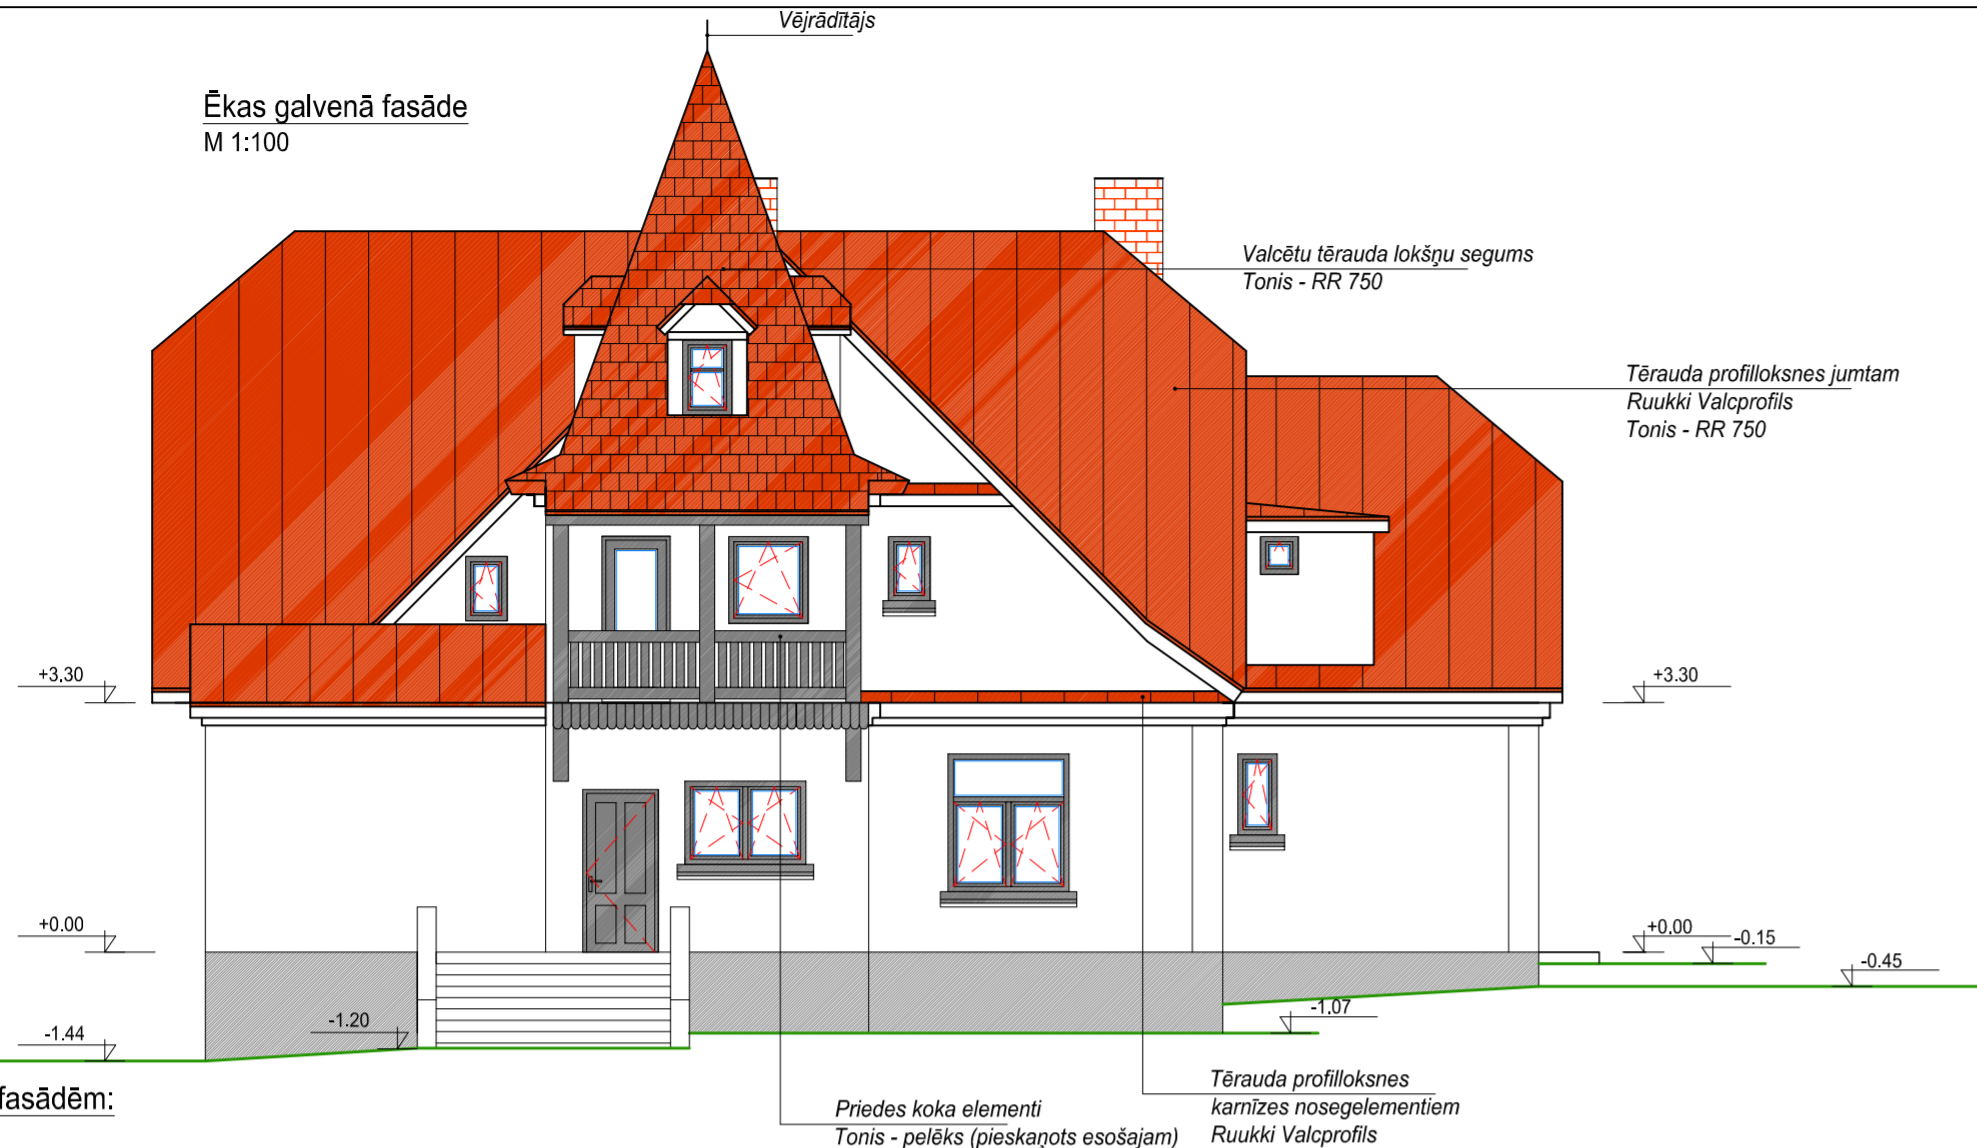 Vējrādītājs
Ēkas galvenā fasāde
M 1:100
Valcētu tērauda lokšņu segums
Tonis - RR 750
Tērauda profilloksnes jumtam
Ruukki Valcprofils
Tonis - RR 750
+3.30
+3.30
+0.00
+0.00
-0.15
-0.45
-1.07
-1.20
-1.44
fasādēm:
Priedes koka elementi
Tonis - pelēks (pieskaņots esošajam)
Tērauda profilloksnes
karnīzes nosegelementiem
Ruukki Valcprofils